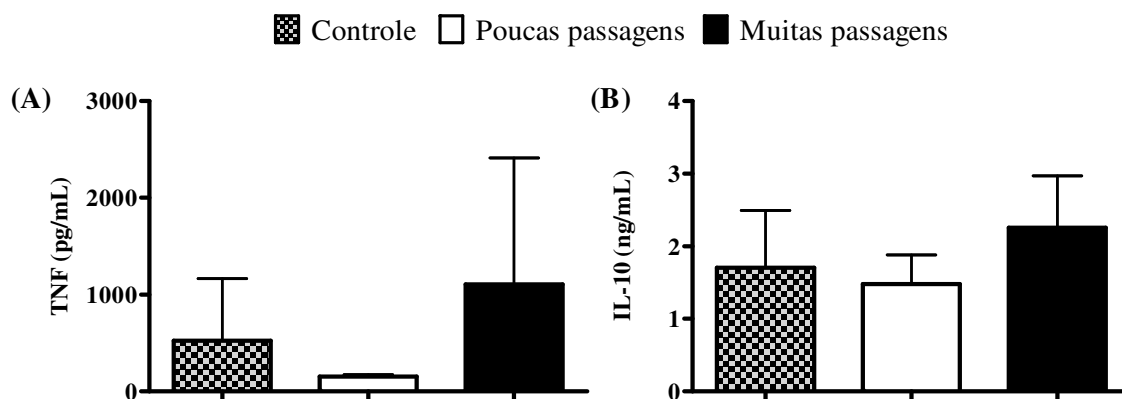 Controle Poucas passagens Muitas passagens
(A)
TNF (pg/mL)
3000
2000
1000
0
(B)
IL-10 (ng/mL)
4
3
2
1
0